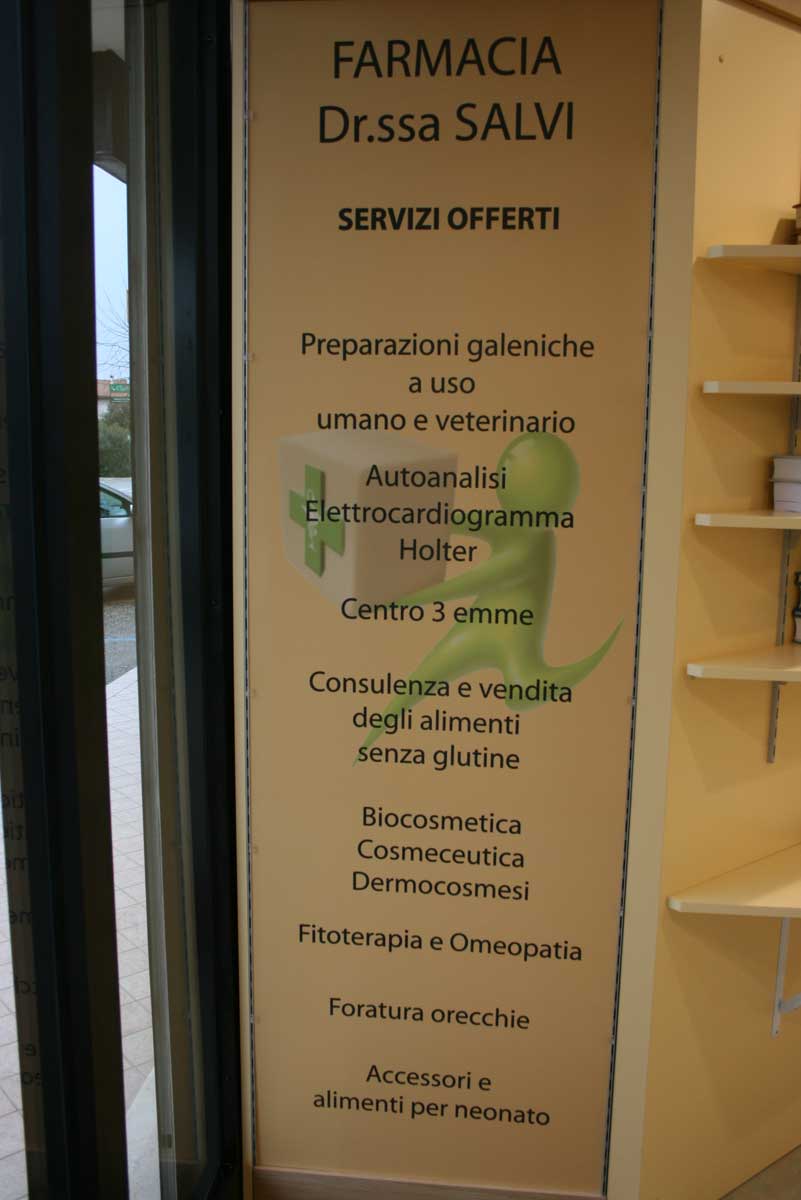 FARMACIA
Dr.ssa SALVI
SERVIZI OFFERTI
Preparazioni galeniche
a uso
umano e veterinario
Autoanalisi
Elettrocardiogramma
Holter
Centro 3 emme
Consulenza e vendita
degli alimenti
senza glutine
Biocosmetica
Cosmeceutica
Dermocosmesi
Fitoterapia e Omeopatia
Foratura orecchie
Accessori e
alimenti per neonato